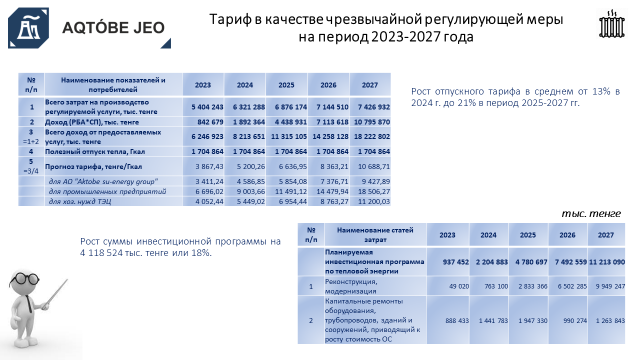 AQTÓBE JEO
Тариф в качестве чрезвычайной регулирующей меры
на период 2023-2027 года
№ п/п Наименование показателей и потребителей 2023 2024 2025 2026 2027
1 Всего затрат на производство регулируемой услуги, тыс. тенге 5 404 243 6 321 288 6 876 174 7 144 510 7 426 932
2 Доход (РБА*СП), тыс. тенге 842 679 1 892 364 4 438 931 7 113 618 10 795 870
3 =1+2 Всего доход от предоставляемых услуг, тыс. тенге 6 246 923 8 213 651 11 315 105 14 258 128 18 222 802
4 Полезный отпуск тепла, Гкал 1 704 864 1 704 864 1 704 864 1 704 864 1 704 864
5 =3/4 Прогноз тарифа, тенге/Гкал 3 867,43 5 200,26 6 636,95 8 363,21 10 688,71
для АО "Aktobe su-energy group" 3 411,24 4 586,85 5 854,08 7 376,71 9 427,89
для промышленных предприятий 6 696,02 9 003,66 11 491,12 14 479,94 18 506,27
для хоз. нужд ТЭЦ 4 052,44 5 449,02 6 954,44 8 763,27 11 200,03
Рост отпускного тарифа в среднем от 13% в
2024 г. до 21% в период 2025-2027 гг.
тыс. тенге
Рост суммы инвестиционной программы на
4 118 524 тыс. тенге или 18%.
№ п/п Наименование статей затрат 2023 2024 2025 2026 2027
Планируемая инвестиционная программа по тепловой энергии 937 452 2 204 883 4 780 697 7 492 559 11 213 090
1 Реконструкция, модернизация 49 020 763 100 2 833 366 6 502 285 9 949 247
2 Капитальные ремонты оборудования, трубопроводов, зданий и сооружений, приводящий к росту стоимость ОС 888 433 1 441 783 1 947 330 990 274 1 263 843